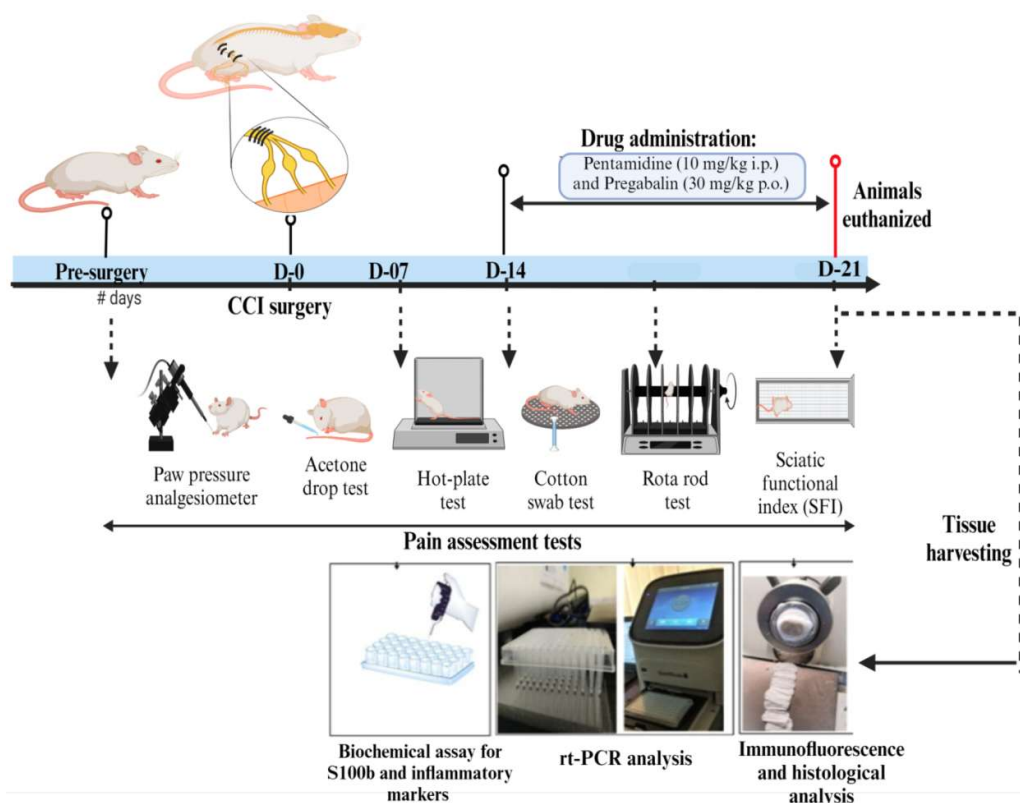 Drug administration:
Pentamidine (10 mg/kg i.p.)
and Pregabalin (30 mg/kg p.o.)
Animals
euthanized
Pre-surgery
D-0
D-07
D-14
D-21
# days
CCI surgery
Paw pressure
analgesiometer
Acetone
drop test
Hot-plate
test
Cotton
swab test
Rota rod
test
Sciatic
functional
index (SFI)
Pain assessment tests
Tissue
harvesting
Biochemical assay for
S100b and inflammatory
markers
rt-PCR analysis
Immunofluorescence
and histological
analysis